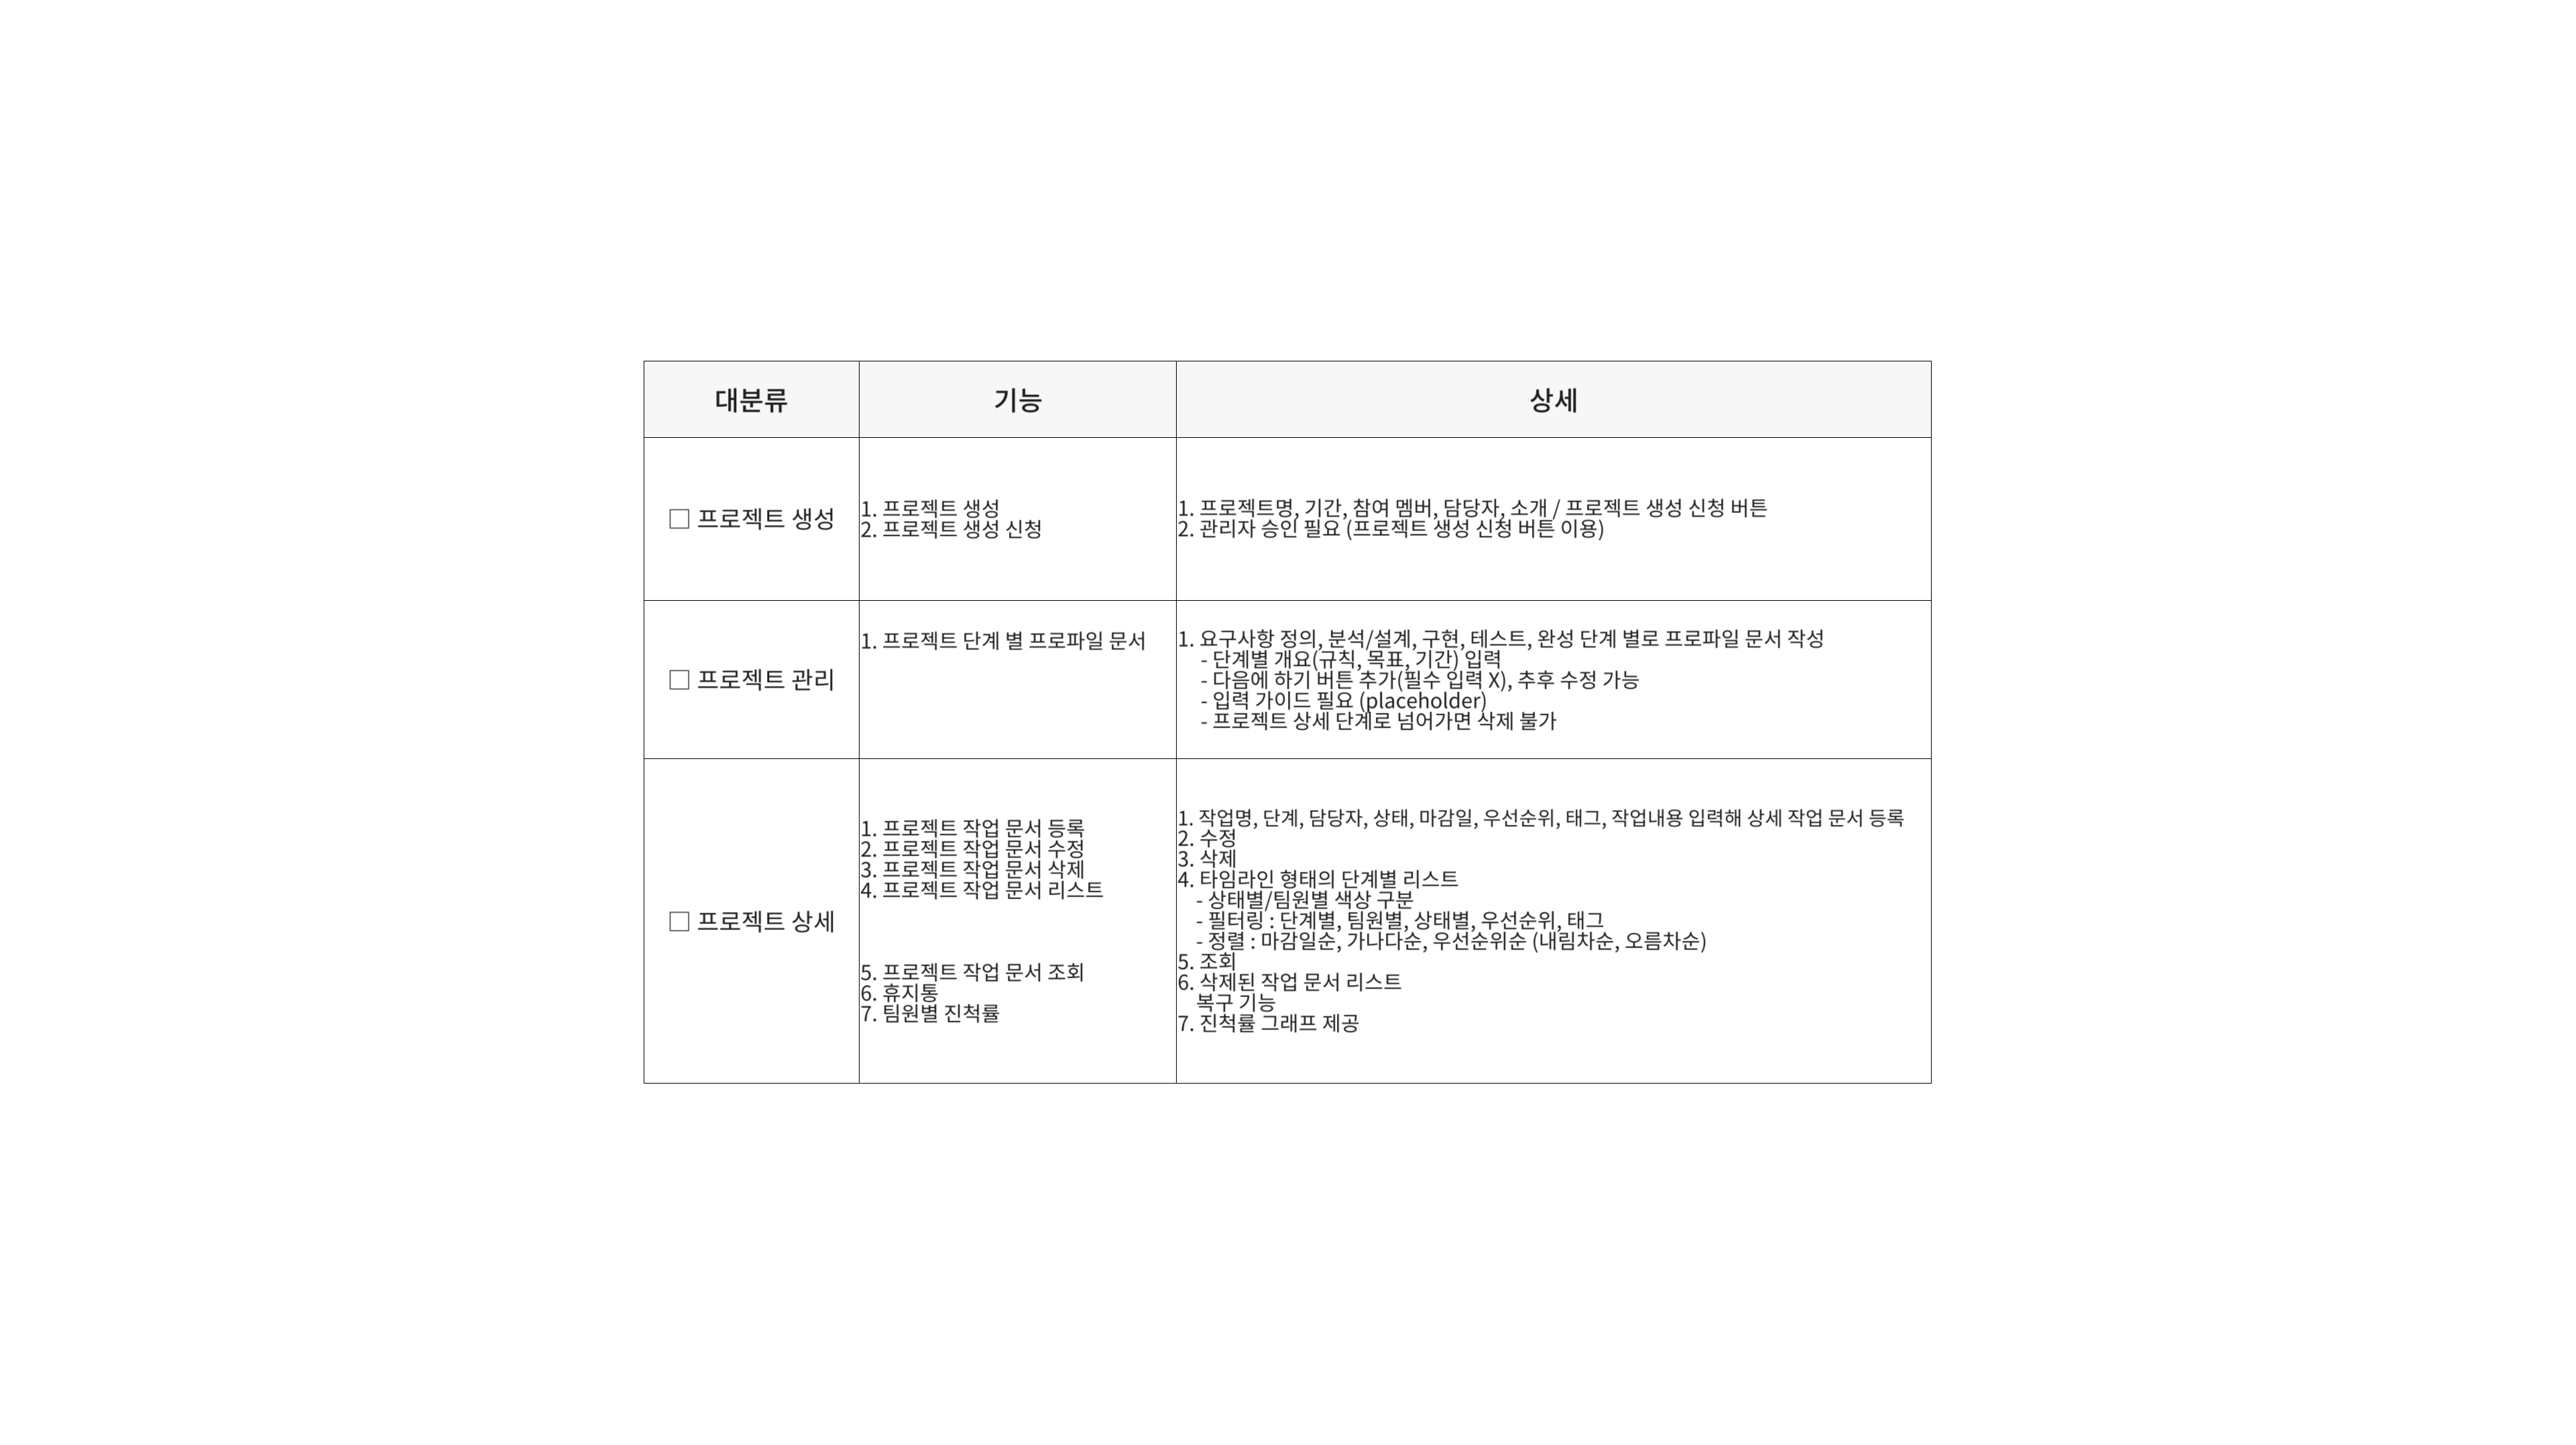 대분류
기능
상세
□ 프로젝트 생성
1. 프로젝트 생성
2. 프로젝트 생성 신청
1. 프로젝트명, 기간, 참여 멤버, 담당자, 소개 / 프로젝트 생성 신청 버튼
2. 관리자 승인 필요 (프로젝트 생성 신청 버튼 이용)
□ 프로젝트 관리
1. 프로젝트 단계 별 프로파일 문서
1. 요구사항 정의, 분석/설계, 구현, 테스트, 완성 단계 별로 프로파일 문서 작성
- 단계별 개요(규칙, 목표, 기간) 입력
- 다음에 하기 버튼 추가(필수 입력 X), 추후 수정 가능
- 입력 가이드 필요 (placeholder)
- 프로젝트 상세 단계로 넘어가면 삭제 불가
□ 프로젝트 상세
1. 프로젝트 작업 문서 등록
2. 프로젝트 작업 문서 수정
3. 프로젝트 작업 문서 삭제
4. 프로젝트 작업 문서 리스트
5. 프로젝트 작업 문서 조회
6. 휴지통
7. 팀원별 진척률
1. 작업명, 단계, 담당자, 상태, 마감일, 우선순위, 태그, 작업내용 입력해 상세 작업 문서 등록
2. 수정
3. 삭제
4. 타임라인 형태의 단계별 리스트
- 상태별/팀원별 색상 구분
- 필터링 : 단계별, 팀원별, 상태별, 우선순위, 태그
- 정렬 : 마감일순, 가나다순, 우선순위순 (내림차순, 오름차순)
5. 조회
6. 삭제된 작업 문서 리스트
복구 기능
7. 진척률 그래프 제공